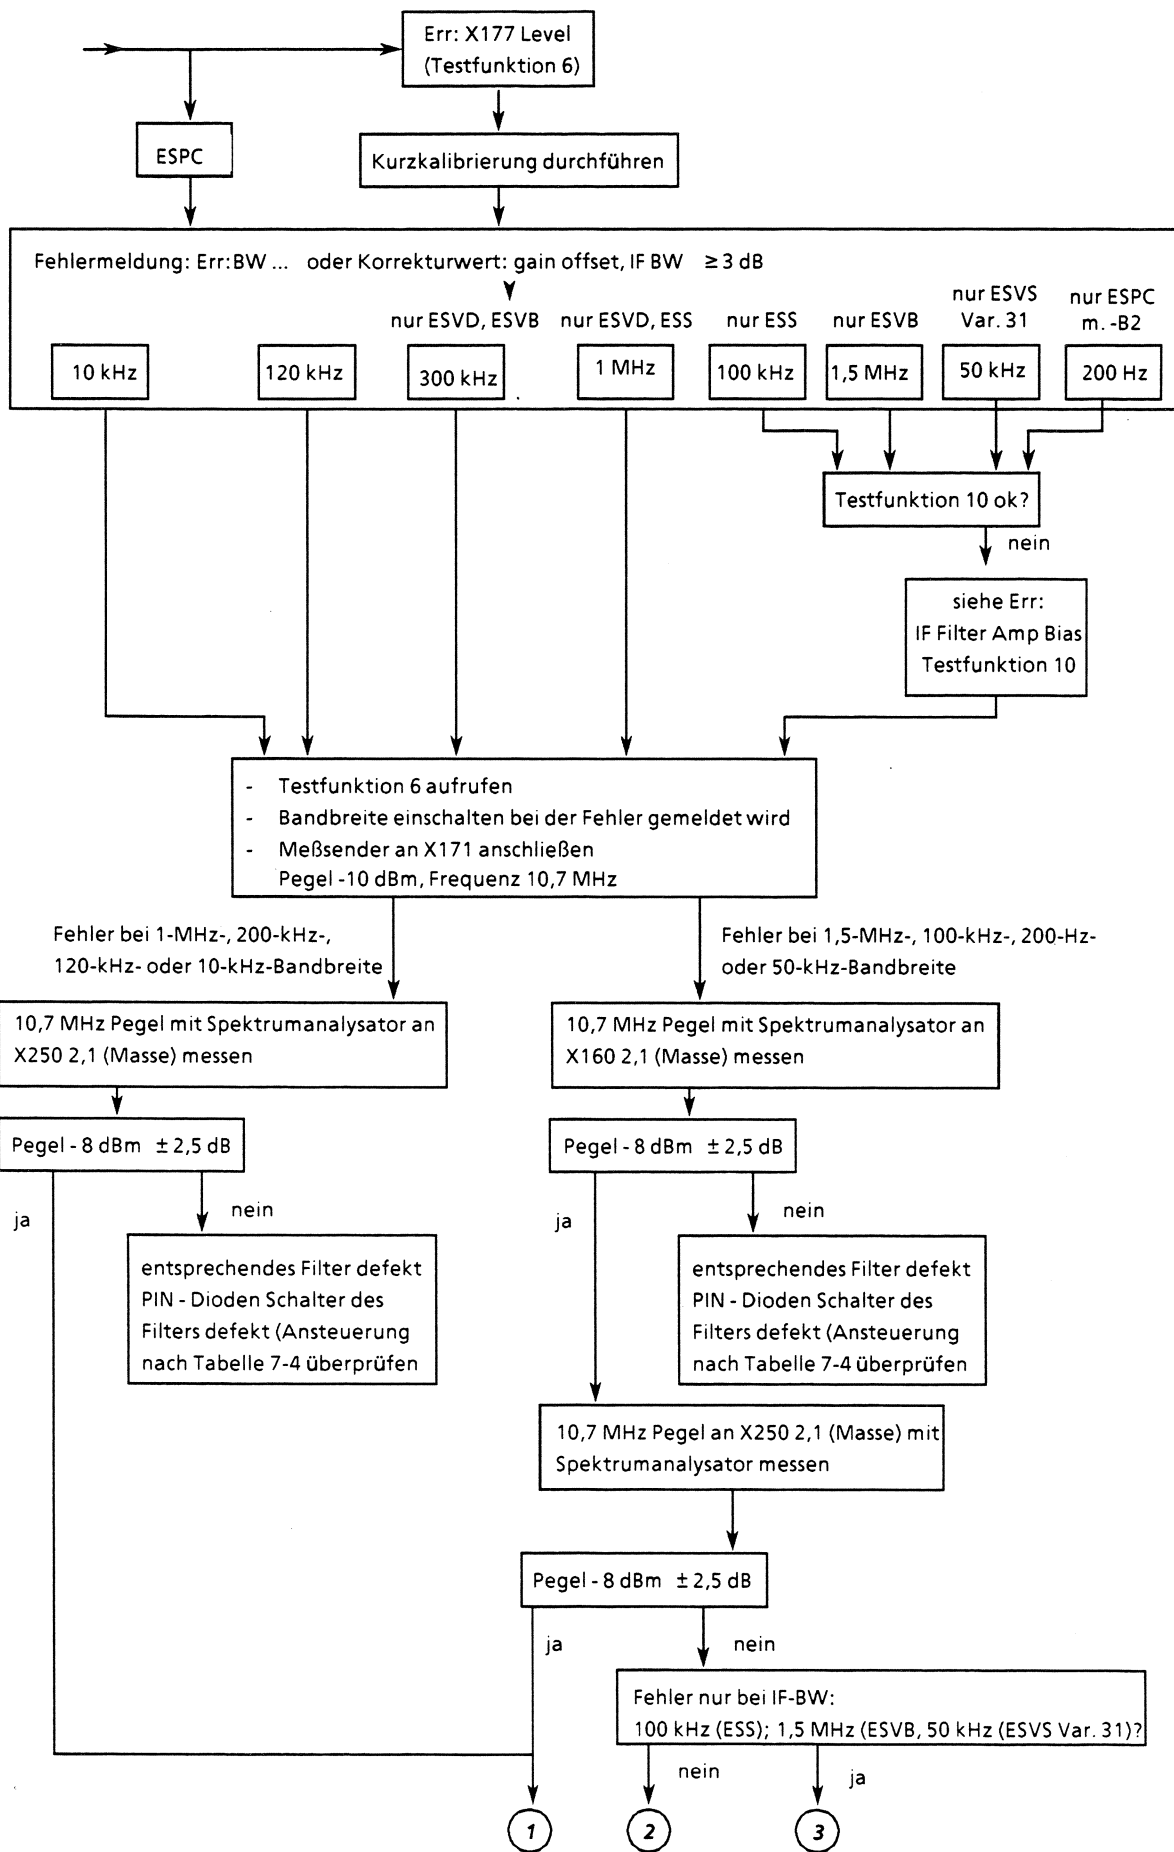 Err: X177 Level
(Testfunktion 6)
ESPC
Kurzkalibrierung durchführen
Fehlermeldung: Err:BW ... oder Korrekturwert: gain offset, IF BW ≥ 3 dB
nur ESVD, ESVB
nur ESVD, ESS
nur ESS
nur ESVB
nur ESVS
Var. 31
nur ESPC
m. -B2
10 kHz
120 kHz
300 kHz
1 MHz
100 kHz
1,5 MHz
50 kHz
200 Hz
Testfunktion 10 ok?
nein
siehe Err:
IF Filter Amp Bias
Testfunktion 10
- Testfunktion 6 aufrufen
- Bandbreite einschalten bei der Fehler gemeldet wird
- Meßsender an X171 anschließen
Pegel -10 dBm, Frequenz 10,7 MHz
Fehler bei 1-MHz-, 200-kHz-,
120-kHz- oder 10-kHz-Bandbreite
Fehler bei 1,5-MHz-, 100-kHz-, 200-Hz-
oder 50-kHz-Bandbreite
10,7 MHz Pegel mit Spektrumanalysator an
X250 2,1 (Masse) messen
10,7 MHz Pegel mit Spektrumanalysator an
X160 2,1 (Masse) messen
Pegel - 8 dBm ± 2,5 dB
Pegel - 8 dBm ± 2,5 dB
ja
nein
ja
nein
entsprechendes Filter defekt
PIN - Dioden Schalter des
Filters defekt (Ansteuerung
nach Tabelle 7-4 überprüfen
entsprechendes Filter defekt
PIN - Dioden Schalter des
Filters defekt (Ansteuerung
nach Tabelle 7-4 überprüfen
10,7 MHz Pegel an X250 2,1 (Masse) mit
Spektrumanalysator messen
Pegel - 8 dBm ± 2,5 dB
ja
nein
Fehler nur bei IF-BW:
100 kHz (ESS); 1,5 MHz (ESVB, 50 kHz (ESVS Var. 31)?
nein
ja
1
2
3